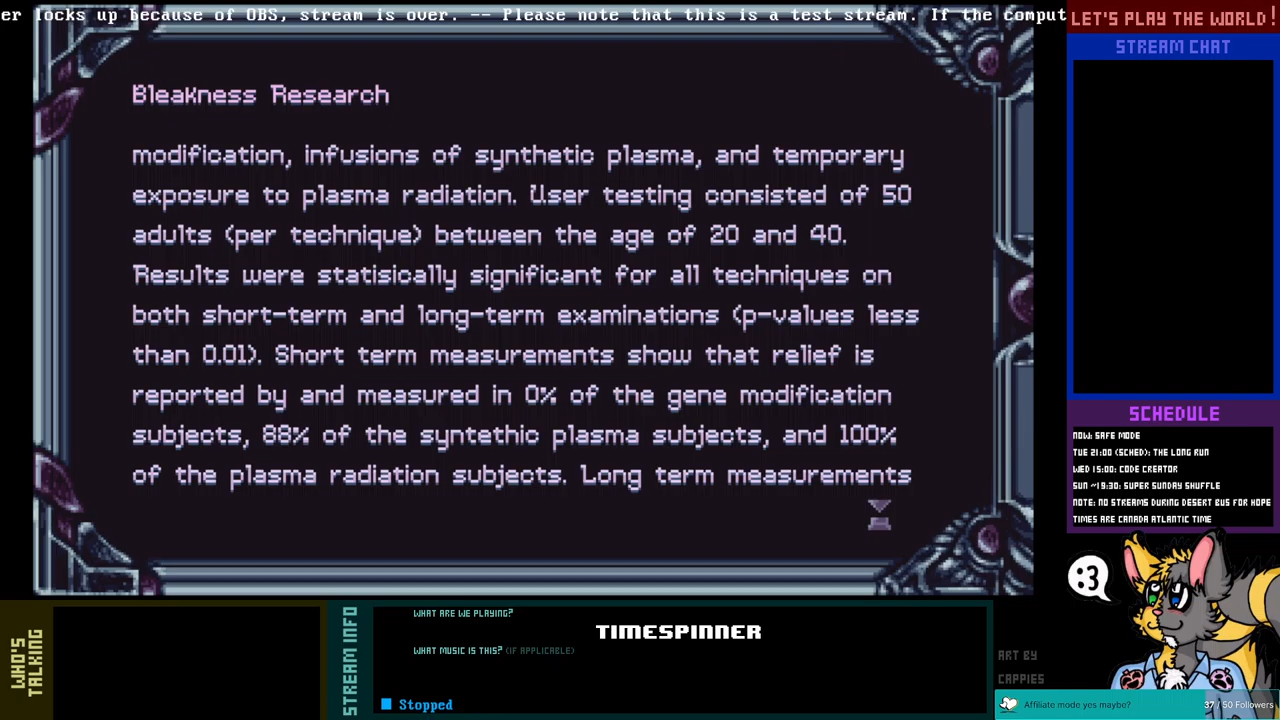 er locks up because of OBS, stream is over. -- Please note that this is a test stream. If the comput
LET'S PLAY THE WORLD!
STREAM CHAT
Bleakness Research
modification, infusions of synthetic plasma, and temporary
exposure to plasma radiation. User testing consisted of 50
adults (per technique) between the age of 20 and 40.
Results were statisically significant for all techniques on
both short-term and long-term examinations (p-values less
than 0.01). Short term measurements show that relief is
reported by and measured in 0% of the gene modification
subjects, 88% of the syntethic plasma subjects, and 100%
of the plasma radiation subjects. Long term measurements
SCHEDULE
NOW: SAFE MODE
TUE 21:00 (SCHED): THE LONG RUN
WED 15:00: CODE CREATOR
SUN ~19:30: SUPER SUNDAY SHUFFLE
NOTE: NO STREAMS DURING DESERT BUS FOR HOPE
TIMES ARE CANADA ATLANTIC TIME
:3
WHO'S
TALKING
STREAM INFO
WHAT ARE WE PLAYING?
TIMESPINNER
WHAT MUSIC IS THIS? (IF APPLICABLE)
Stopped
ART BY
CAPPIES
Affiliate mode yes maybe?
37 / 50 Followers